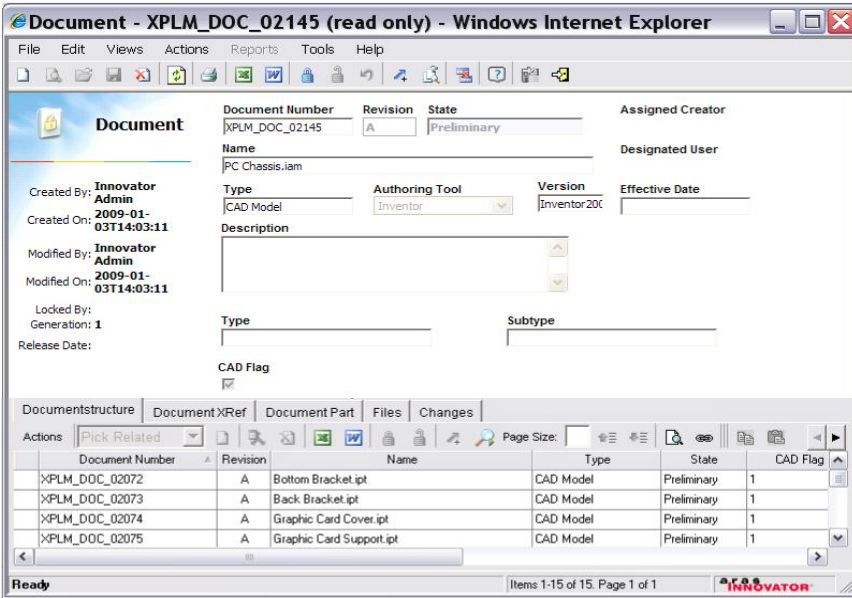 Document - XPLM_DOC_02145 (read only) - Windows Internet Explorer
File Edit Views Actions Reports Tools Help
Document
Document Number Revision State Assigned Creator
XPLM_DOC_02145 A Preliminary
Name Designated User
PC Chassis.iam
Created By: Innovator Admin
Created On: 2009-01-03T14:03:11
Modified By: Innovator Admin
Modified On: 2009-01-03T14:03:11
Locked By:
Generation: 1
Release Date:
Type Authoring Tool Version Effective Date
CAD Model Inventor Inventor200
Description
Type Subtype
CAD Flag
Documentstructure Document XRef Document Part Files Changes
Actions Pick Related Page Size:
Document Number Revision Name Type State CAD Flag
XPLM_DOC_02072 A Bottom Bracket.ipt CAD Model Preliminary 1
XPLM_DOC_02073 A Back Bracket.ipt CAD Model Preliminary 1
XPLM_DOC_02074 A Graphic Card Cover.ipt CAD Model Preliminary 1
XPLM_DOC_02075 A Graphic Card Support.ipt CAD Model Preliminary 1
Ready Items 1-15 of 15. Page 1 of 1 aras INNOVATOR